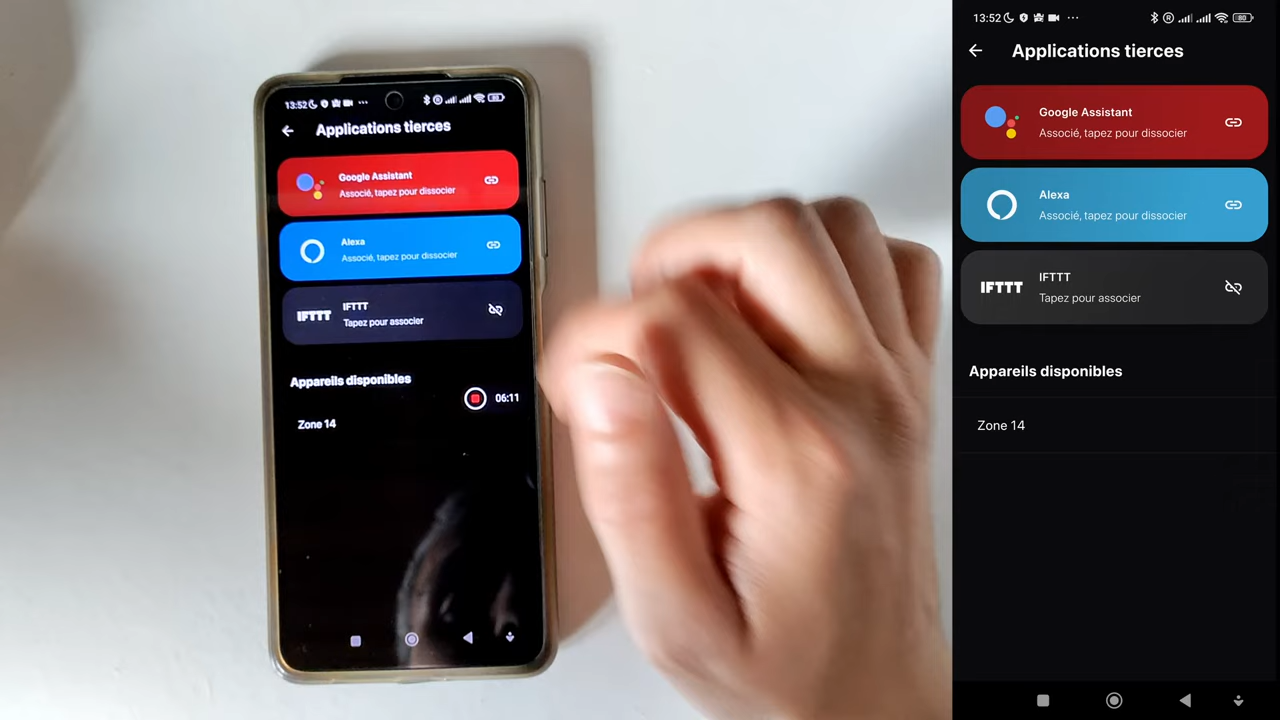 13:52
Applications tierces
Google Assistant
Associé, tapez pour dissocier
Alexa
Associé, tapez pour dissocier
IFTTT
IFTTT
Tapez pour associer
Appareils disponibles
06:11
Zone 14
13:52
80
Applications tierces
Google Assistant
Associé, tapez pour dissocier
Alexa
Associé, tapez pour dissocier
IFTTT
IFTTT
Tapez pour associer
Appareils disponibles
Zone 14